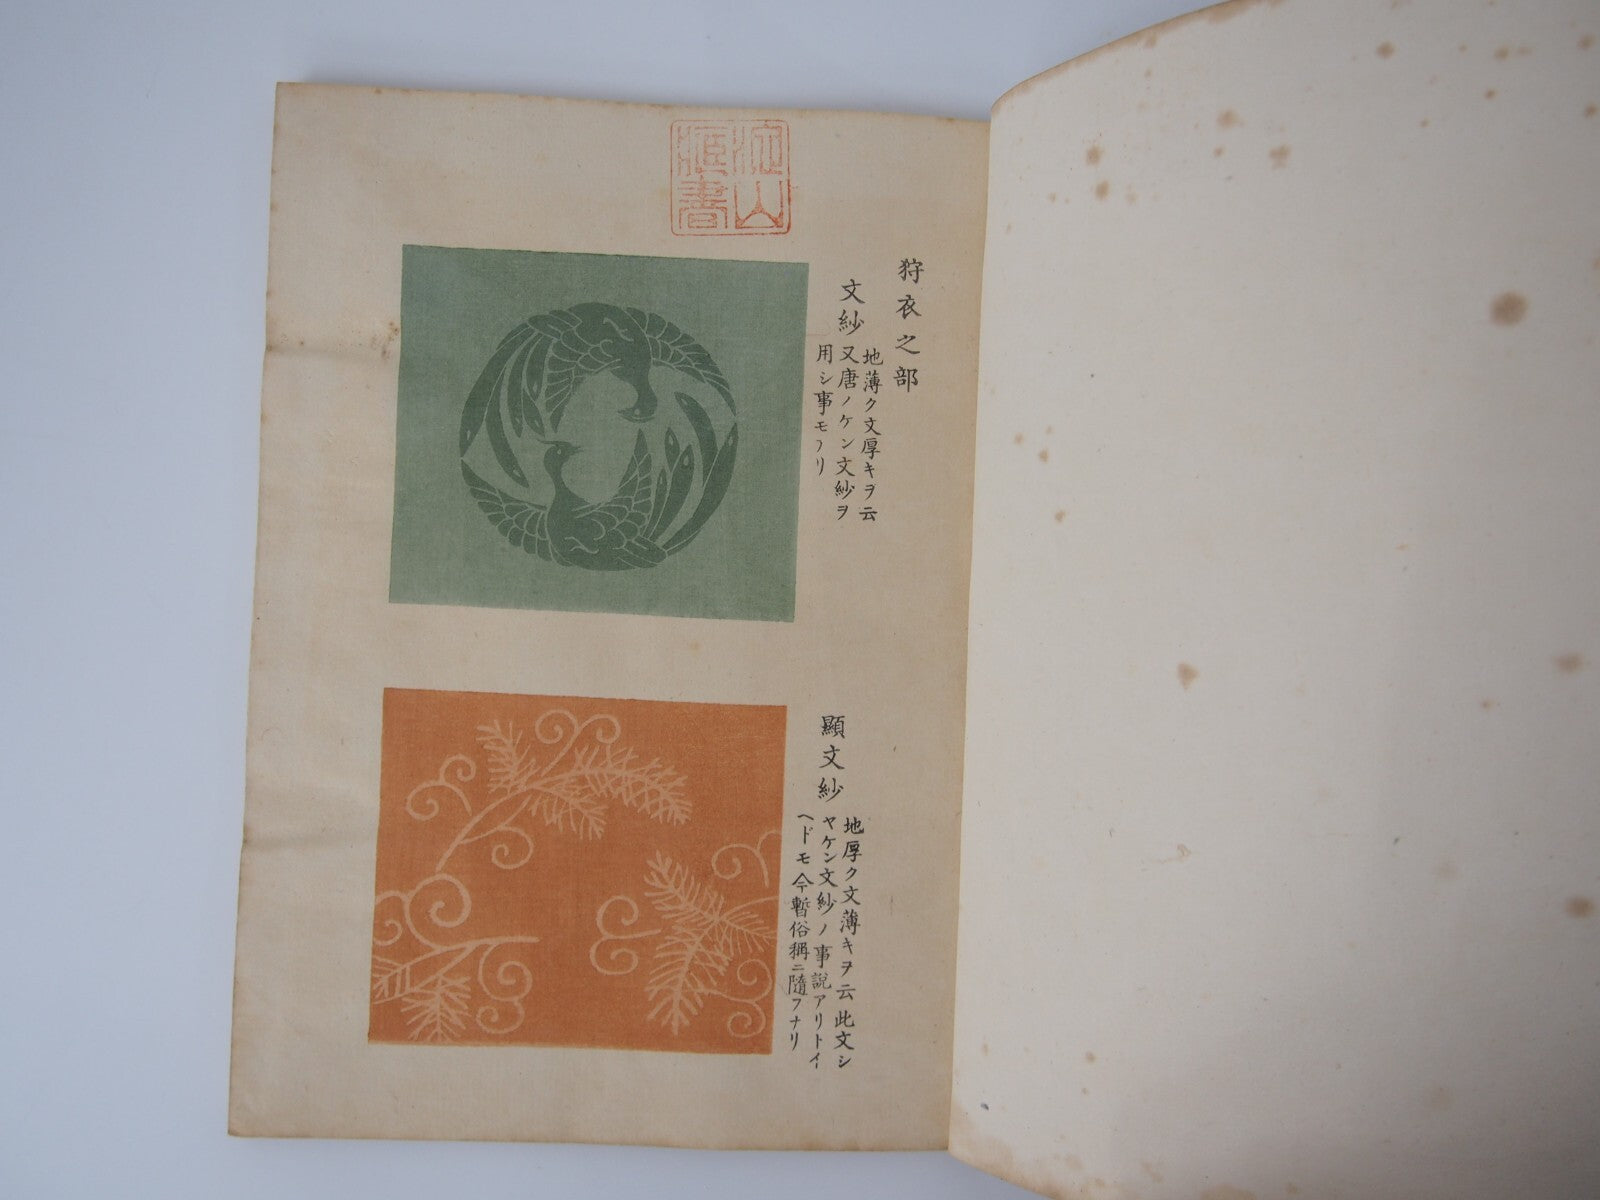 山
書
狩衣之部
文紗
地薄ク文厚キヲ云
又唐ノケン文紗ヲ
用シ事モアリ
顯文紗
地厚ク文薄キヲ云此文シ
ヤケン文紗ノ事説アリトイ
ヘドモ今暫俗稱ニ隨フナリ